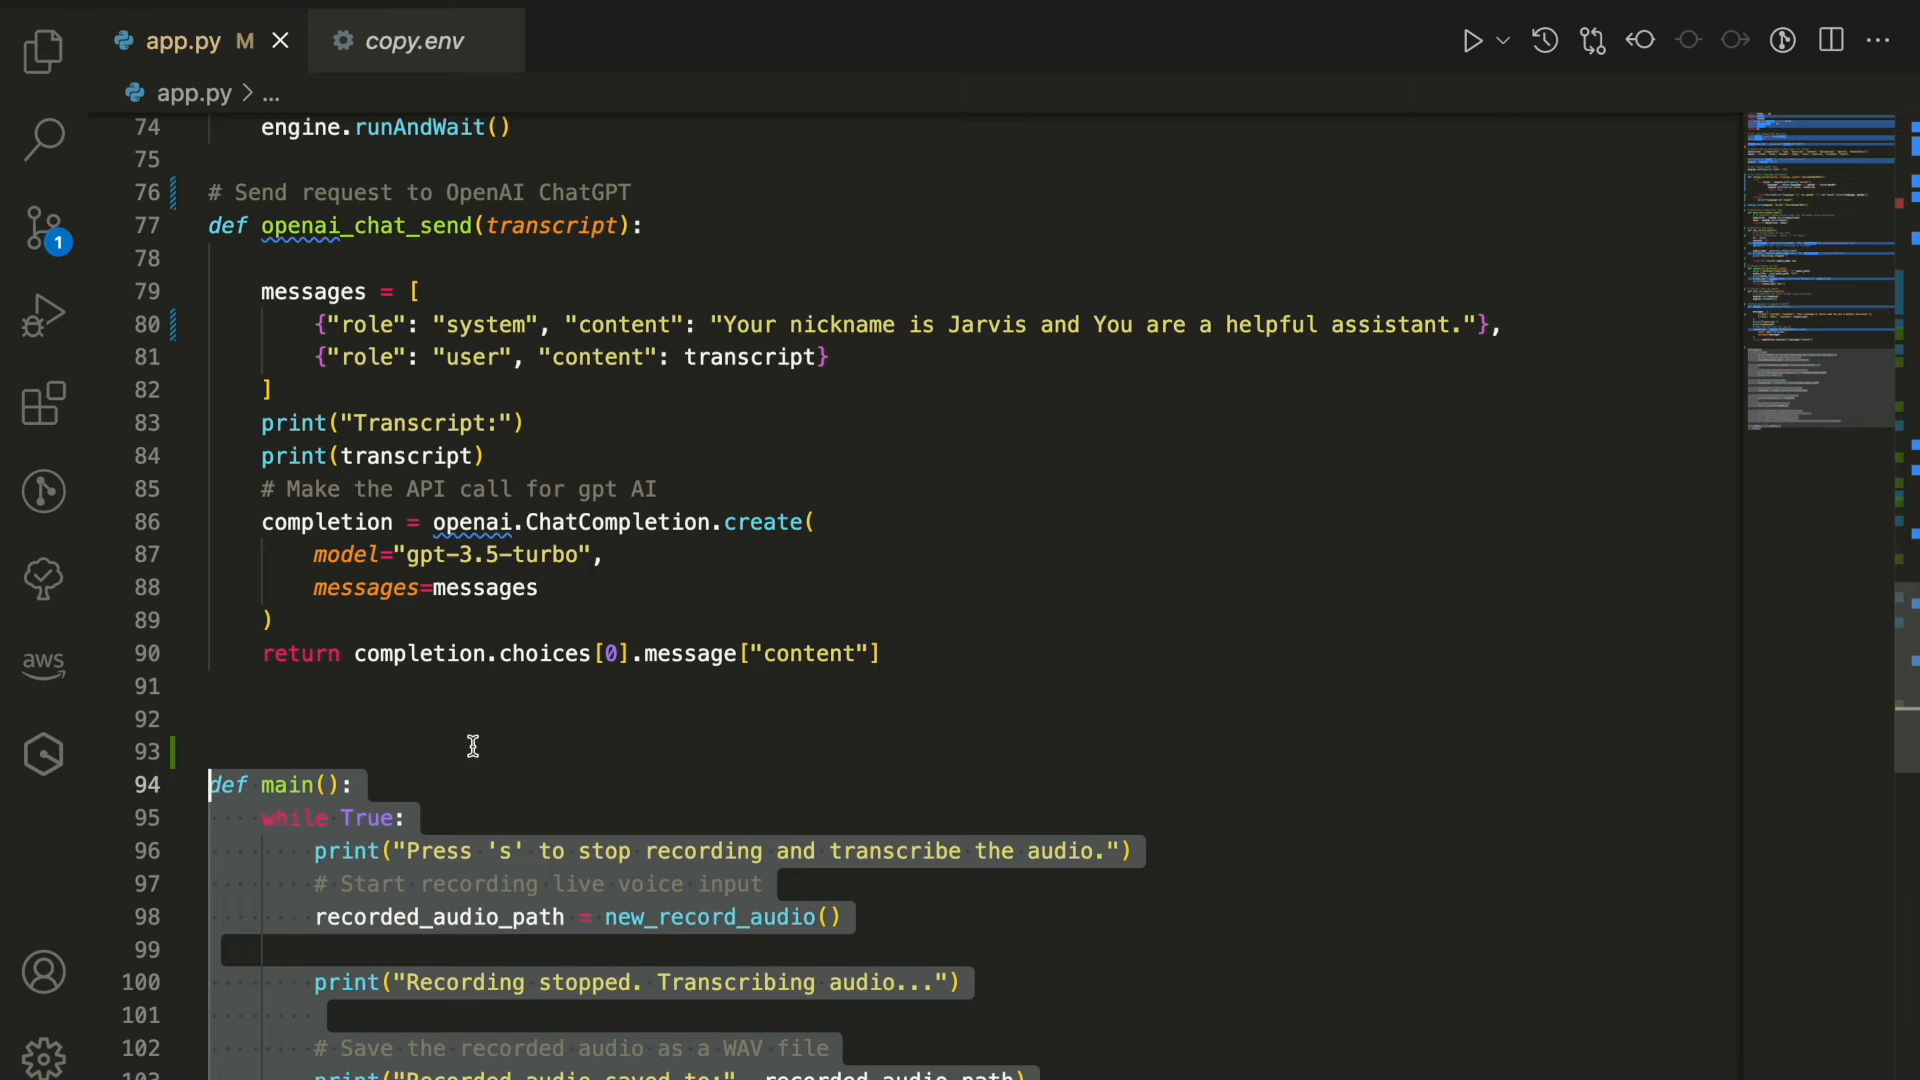 app.py M
copy.env
app.py > ...
74 engine.runAndWait()
75
76 # Send request to OpenAI ChatGPT
77 def openai_chat_send(transcript):
78
79 messages = [
80 {"role": "system", "content": "Your nickname is Jarvis and You are a helpful assistant."},
81 {"role": "user", "content": transcript}
82 ]
83 print("Transcript:")
84 print(transcript)
85 # Make the API call for gpt AI
86 completion = openai.ChatCompletion.create(
87 model="gpt-3.5-turbo",
88 messages=messages
89 )
90 return completion.choices[0].message["content"]
91
92
93
94 def main():
95 while True:
96 print("Press 's' to stop recording and transcribe the audio.")
97 # Start recording live voice input
98 recorded_audio_path = new_record_audio()
99
100 print("Recording stopped. Transcribing audio...")
101
102 # Save the recorded audio as a WAV file
103 print("Recorded audio saved to:", recorded_audio_path)
1
aws